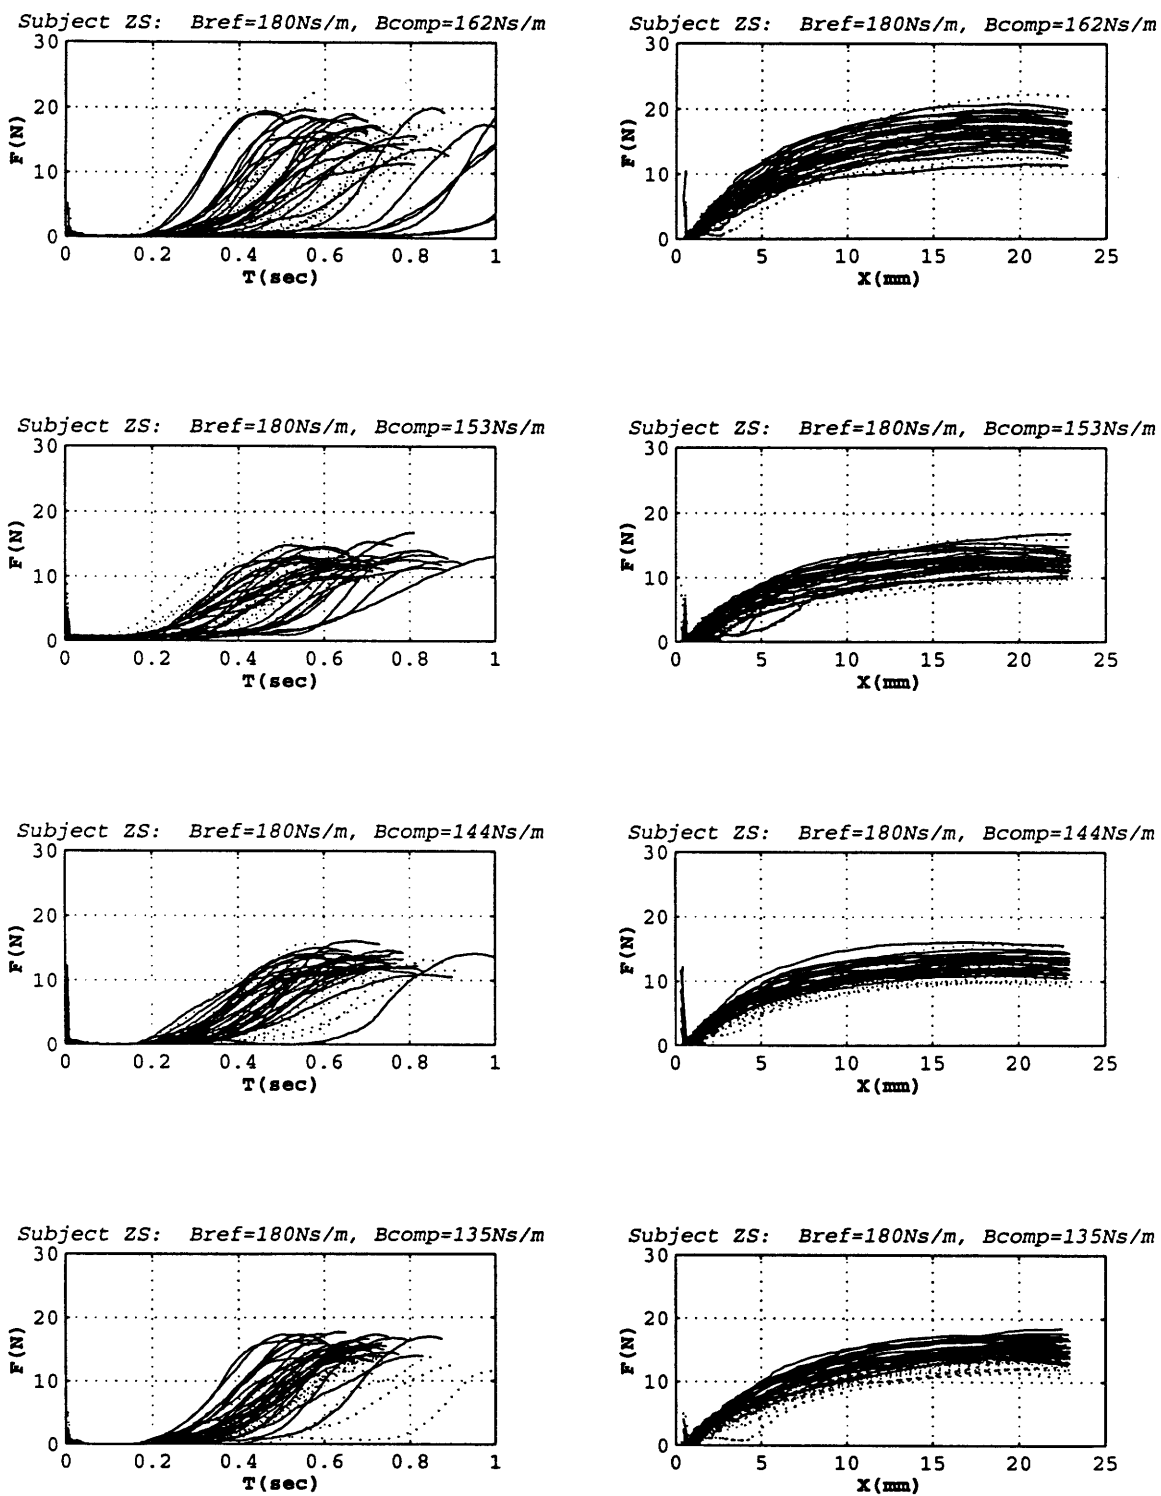 Subject ZS: Bref=180Ns/m, Bcomp=162Ns/m
30
20
10
0
F(N)
0 0.2 0.4 0.6 0.8 1
T(sec)
Subject ZS: Bref=180Ns/m, Bcomp=162Ns/m
30
20
10
0
F(N)
0 5 10 15 20 25
X(mm)
Subject ZS: Bref=180Ns/m, Bcomp=153Ns/m
30
20
10
0
F(N)
0 0.2 0.4 0.6 0.8 1
T(sec)
Subject ZS: Bref=180Ns/m, Bcomp=153Ns/m
30
20
10
0
F(N)
0 5 10 15 20 25
X(mm)
Subject ZS: Bref=180Ns/m, Bcomp=144Ns/m
30
20
10
0
F(N)
0 0.2 0.4 0.6 0.8 1
T(sec)
Subject ZS: Bref=180Ns/m, Bcomp=144Ns/m
30
20
10
0
F(N)
0 5 10 15 20 25
X(mm)
Subject ZS: Bref=180Ns/m, Bcomp=135Ns/m
30
20
10
0
F(N)
0 0.2 0.4 0.6 0.8 1
T(sec)
Subject ZS: Bref=180Ns/m, Bcomp=135Ns/m
30
20
10
0
F(N)
0 5 10 15 20 25
X(mm)